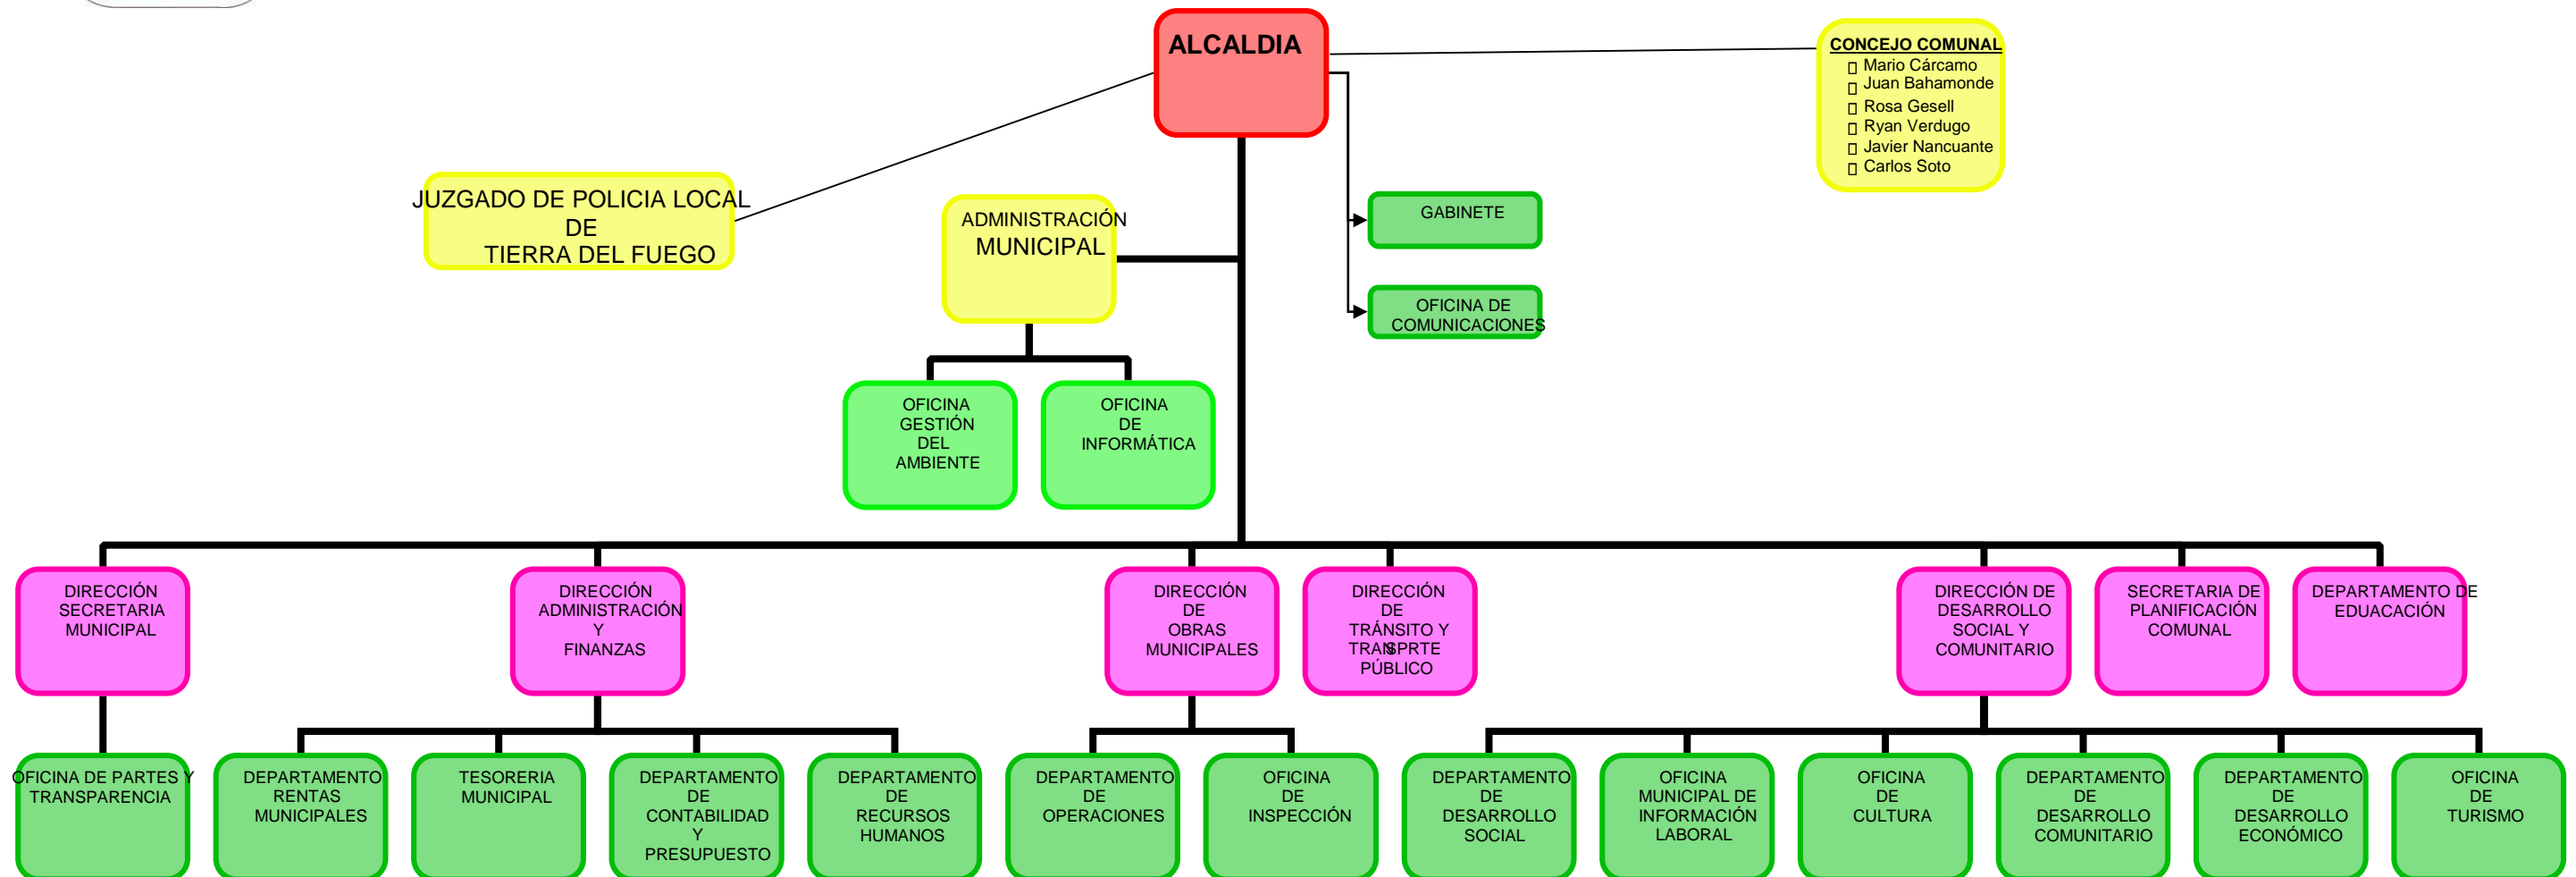 ALCALDIA
CONCEJO COMUNAL
Mario Cárcamo
Juan Bahamonde
Rosa Gesell
Ryan Verdugo
Javier Nancuante
Carlos Soto
JUZGADO DE POLICIA LOCAL
DE
TIERRA DEL FUEGO
ADMINISTRACIÓN
MUNICIPAL
GABINETE
OFICINA DE
COMUNICACIONES
OFICINA
GESTIÓN
DEL
AMBIENTE
OFICINA
DE
INFORMÁTICA
DIRECCIÓN
SECRETARIA
MUNICIPAL
DIRECCIÓN
ADMINISTRACIÓN
Y
FINANZAS
DIRECCIÓN
DE
OBRAS
MUNICIPALES
DIRECCIÓN
DE
TRÁNSITO Y
TRANSPRTE
PÚBLICO
DIRECCIÓN DE
DESARROLLO
SOCIAL Y
COMUNITARIO
SECRETARIA DE
PLANIFICACIÓN
COMUNAL
DEPARTAMENTO DE
EDUACACIÓN
OFICINA DE PARTES Y
TRANSPARENCIA
DEPARTAMENTO
RENTAS
MUNICIPALES
TESORERIA
MUNICIPAL
DEPARTAMENTO
DE
CONTABILIDAD
Y
PRESUPUESTO
DEPARTAMENTO
DE
RECURSOS
HUMANOS
DEPARTAMENTO
DE
OPERACIONES
OFICINA
DE
INSPECCIÓN
DEPARTAMENTO
DE
DESARROLLO
SOCIAL
OFICINA
MUNICIPAL DE
INFORMACIÓN
LABORAL
OFICINA
DE
CULTURA
DEPARTAMENTO
DE
DESARROLLO
COMUNITARIO
DEPARTAMENTO
DE
DESARROLLO
ECONÓMICO
OFICINA
DE
TURISMO